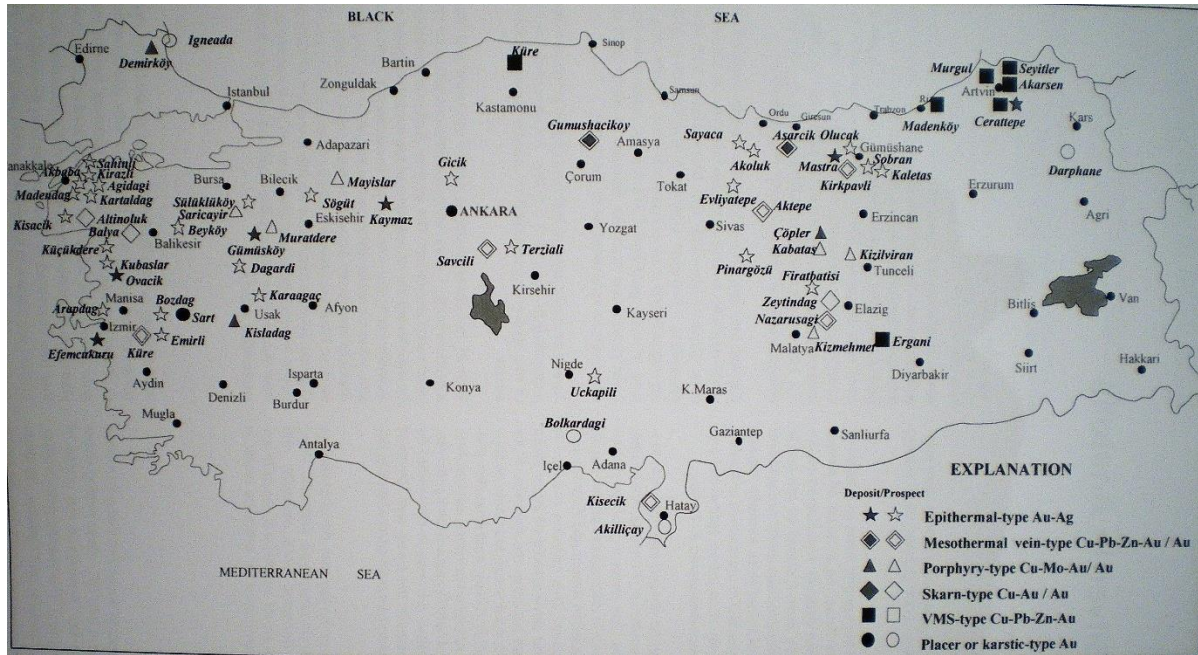 BLACK SEA
Igneada
Edirne
Demirköy
Küre
Sinop
Bartin
Zonguldak
Istanbul
Kastamonu
Samsun
Murgul
Seyitler
Akarsen
Artvin
Madenköy
Cerattepe
Kars
Trabzon
Ordu
Giresun
Gumushacikoy
Amasya
Adapazari
Sayaca
Asarcik
Olucak
Gümüshane
Akoluk
Mastra
Sobran
Kaletas
Kirkpavli
Darphane
Akbaba
Sahinli
Kirazli
Agidagi
Madendag
Kartaldag
Bursa
Bilecik
Mayislar
Gicik
Çorum
Tokat
Evliyatepe
Aktepe
Erzurum
Agri
Sülüklüköy
Sögüt
Kaymaz
ANKARA
Kisacik
Altinoluk
Saricayir
Beyköy
Eskisehir
Yozgat
Sivas
Erzincan
Balya
Balikesir
Muratdere
Gümüsköy
Çöpler
Kabatas
Küçükdere
Kubaslar
Ovacik
Dagardi
Savcili
Terziali
Kirsehir
Pinargözü
Kizilviran
Tunceli
Firatbatisi
Manisa
Bozdag
Karaagaç
Arapdag
Sart
Usak
Afyon
Kayseri
Zeytindag
Elazig
Bitlis
Van
Izmir
Kisladag
Nazarusagi
Efemcukuru
Küre
Emirli
Malatya
Kizmehmet
Ergani
Aydin
Denizli
Isparta
Burdur
Konya
Nigde
Uckapili
K.Maras
Diyarbakir
Siirt
Hakkari
Mugla
Antalya
Bolkardagi
Içel
Adana
Gaziantep
Sanliurfa
Kisecik
Hatay
Akilliçay
MEDITERRANEAN SEA
EXPLANATION
Deposit/Prospect
Epithermal-type Au-Ag
Mesothermal vein-type Cu-Pb-Zn-Au / Au
Porphyry-type Cu-Mo-Au/ Au
Skarn-type Cu-Au / Au
VMS-type Cu-Pb-Zn-Au
Placer or karstic-type Au